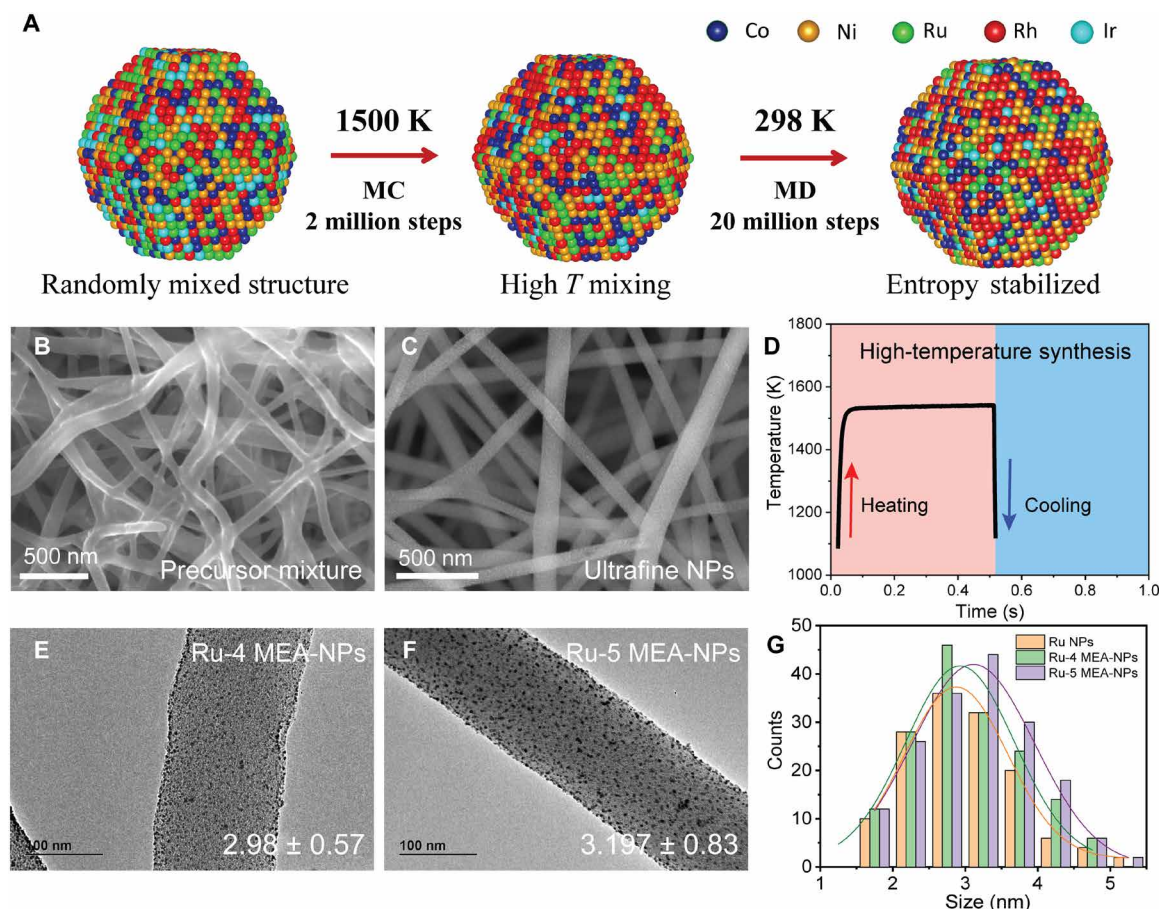 A
Co Ni Ru Rh Ir
1500 K
MC
2 million steps
298 K
MD
20 million steps
Randomly mixed structure
High T mixing
Entropy stabilized
B
500 nm
Precursor mixture
C
500 nm
Ultrafine NPs
D
High-temperature synthesis
Heating
Cooling
Temperature (K)
1800
1600
1400
1200
1000
0.0 0.2 0.4 0.6 0.8 1.0
Time (s)
E
Ru-4 MEA-NPs
100 nm
2.98 ± 0.57
F
Ru-5 MEA-NPs
100 nm
3.197 ± 0.83
G
Ru NPs
Ru-4 MEA-NPs
Ru-5 MEA-NPs
Counts
50
40
30
20
10
0
1 2 3 4 5
Size (nm)